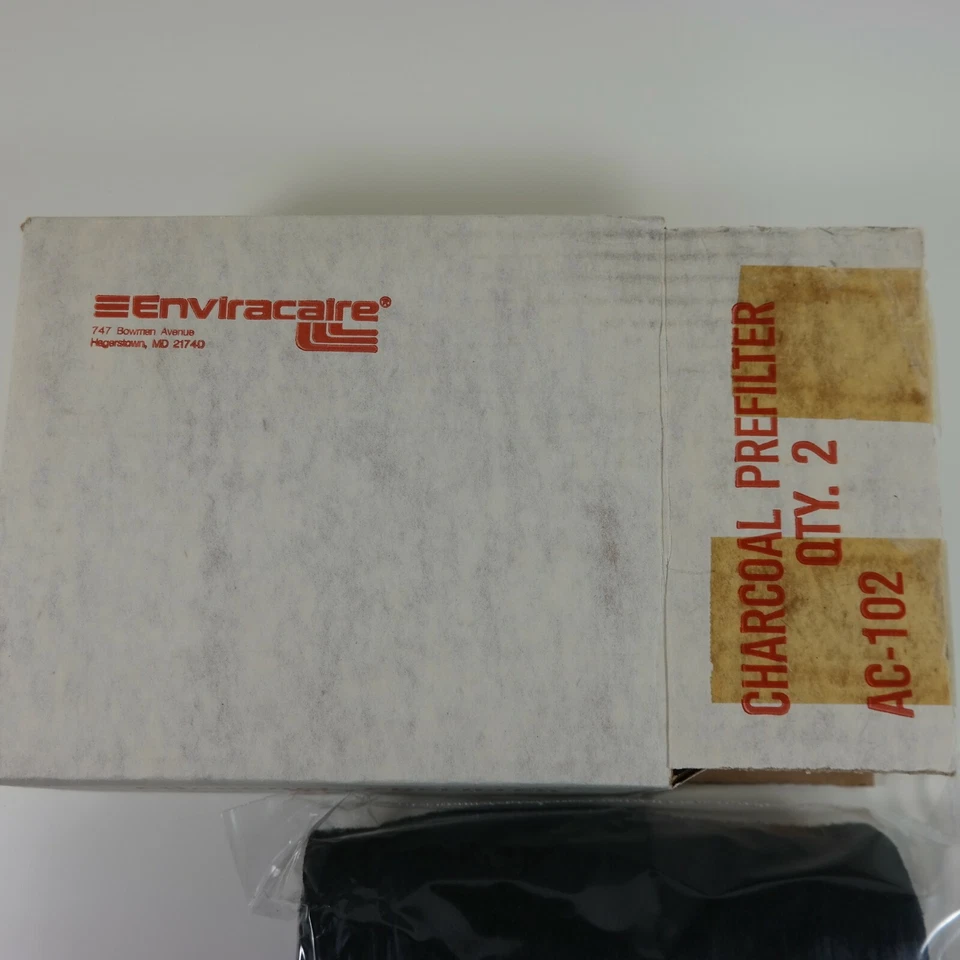 Enviracaire®
747 Bowman Avenue
Hagerstown, MD 21740
CHARCOAL PREFILTER
QTY. 2
AC-102